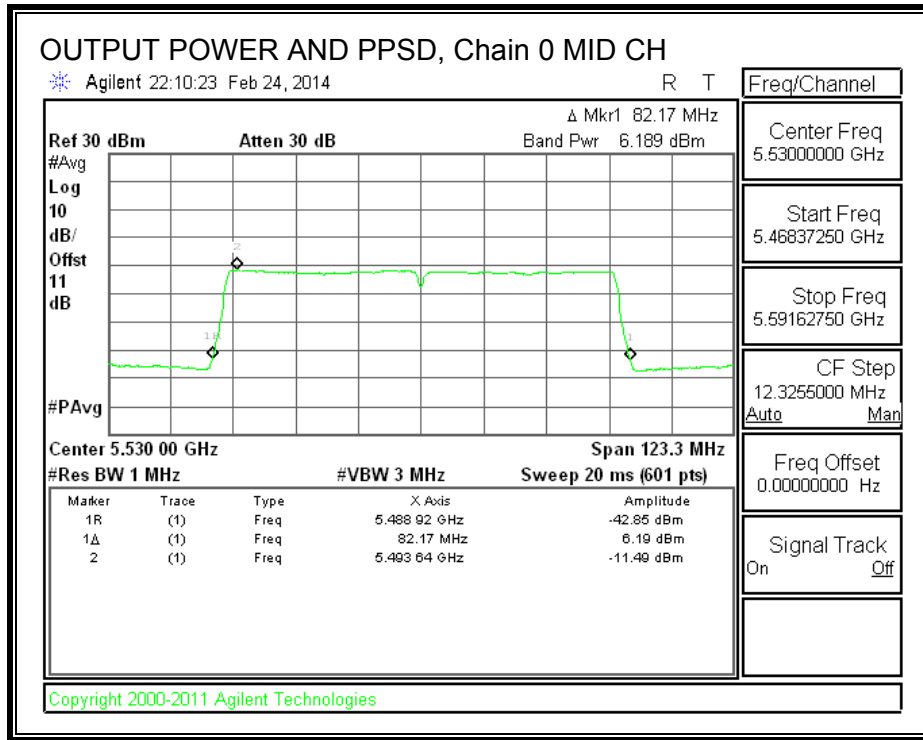 OUTPUT POWER AND PPSD, Chain 0 MID CH
Agilent 22:10:23 Feb 24, 2014
R T
Δ Mkr1 82.17 MHz
Ref 30 dBm Atten 30 dB Band Pwr 6.189 dBm
#Avg
Log
10
dB/
Offst
11
dB
#PAvg
2
1R
1
Center 5.530 00 GHz Span 123.3 MHz
#Res BW 1 MHz #VBW 3 MHz Sweep 20 ms (601 pts)
Marker Trace Type X Axis Amplitude
1R (1) Freq 5.488 92 GHz -42.85 dBm
1Δ (1) Freq 82.17 MHz 6.19 dBm
2 (1) Freq 5.493 64 GHz -11.49 dBm
Freq/Channel
Center Freq
5.53000000 GHz
Start Freq
5.46837250 GHz
Stop Freq
5.59162750 GHz
CF Step
12.3255000 MHz
Auto Man
Freq Offset
0.00000000 Hz
Signal Track
On Off
Copyright 2000-2011 Agilent Technologies